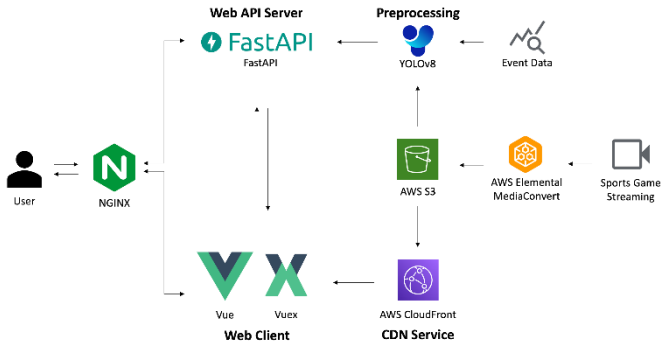 Web API Server
Preprocessing
FastAPI
FastAPI
YOLOv8
Event Data
N
User
NGINX
AWS S3
AWS Elemental
MediaConvert
Sports Game
Streaming
Vue
Vuex
AWS CloudFront
Web Client
CDN Service